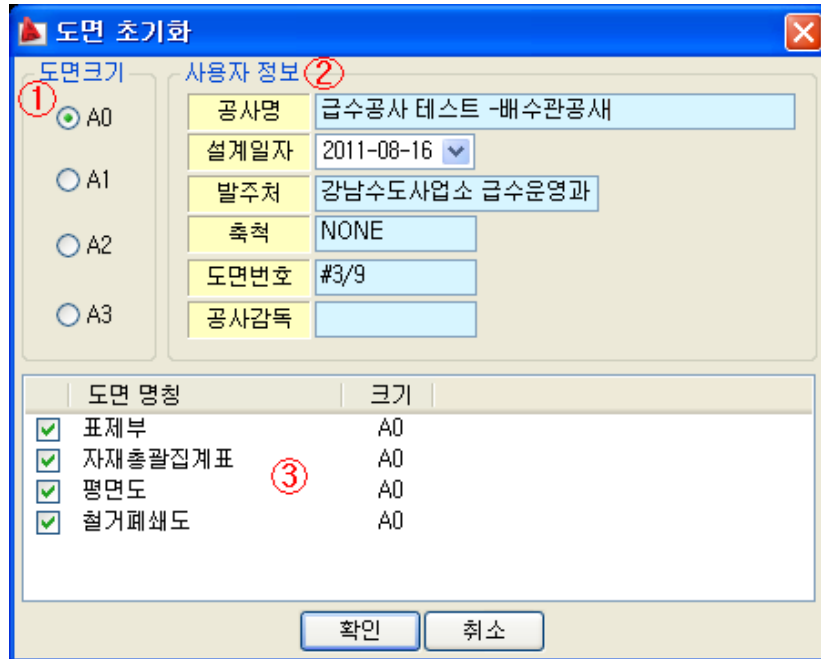 도면 초기화
도면크기
①
A0
A1
A2
A3
사용자 정보 ②
공사명 급수공사 테스트 -배수관공새
설계일자 2011-08-16
발주처 강남수도사업소 급수운영과
축척 NONE
도면번호 #3/9
공사감독
도면 명칭 크기
표제부 A0
자재총괄집계표 A0
③
평면도 A0
철거폐쇄도 A0
확인 취소